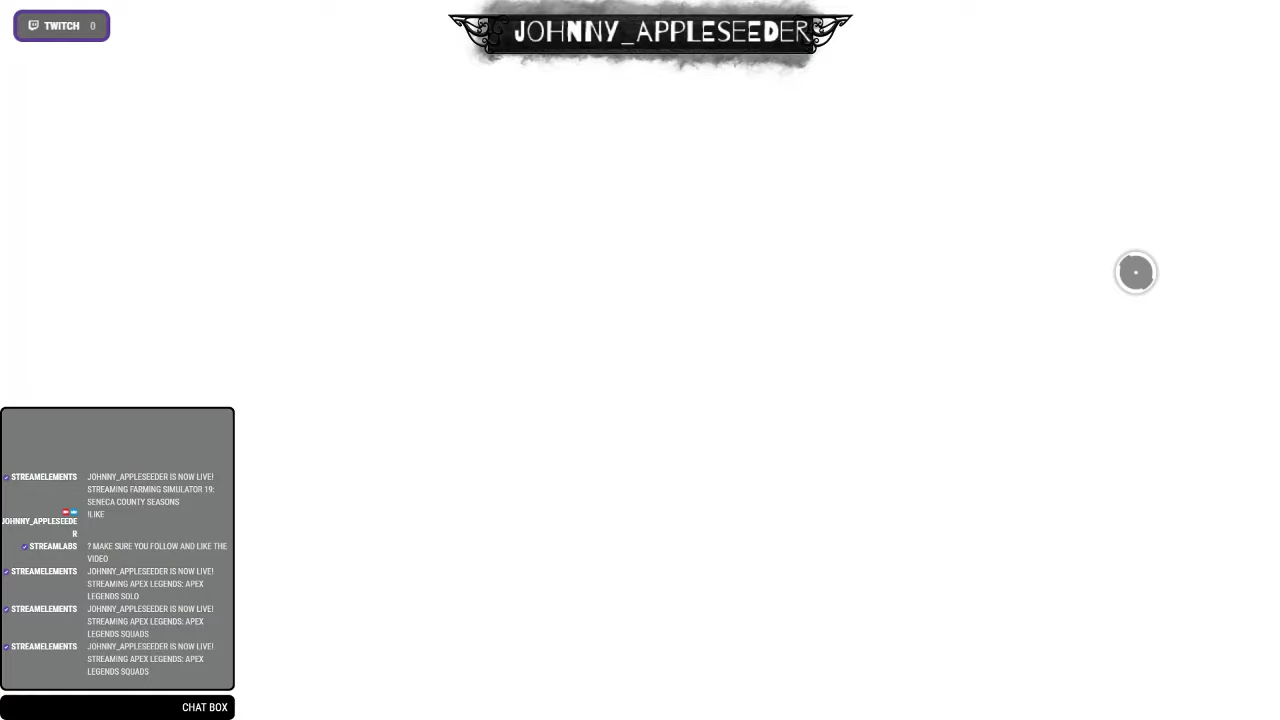 TWITCH 0
JOHNNY_APPLESEEDER
STREAMELEMENTS JOHNNY_APPLESEEDER IS NOW LIVE!
STREAMING FARMING SIMULATOR 19:
SENECA COUNTY SEASONS
JOHNNY_APPLESEEDE
R
!LIKE
STREAMLABS ? MAKE SURE YOU FOLLOW AND LIKE THE
VIDEO
STREAMELEMENTS JOHNNY_APPLESEEDER IS NOW LIVE!
STREAMING APEX LEGENDS: APEX
LEGENDS SOLO
STREAMELEMENTS JOHNNY_APPLESEEDER IS NOW LIVE!
STREAMING APEX LEGENDS: APEX
LEGENDS SQUADS
STREAMELEMENTS JOHNNY_APPLESEEDER IS NOW LIVE!
STREAMING APEX LEGENDS: APEX
LEGENDS SQUADS
CHAT BOX